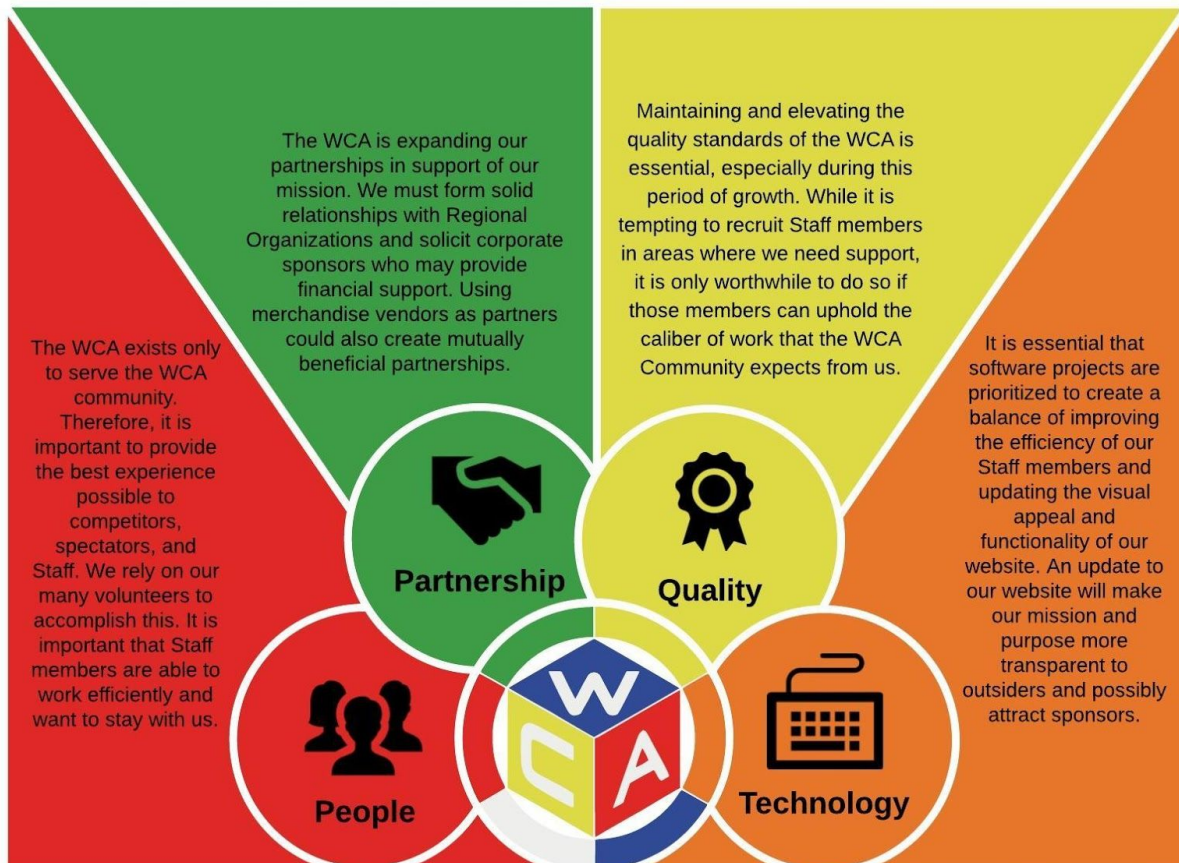 The WCA exists only
to serve the WCA
community.
Therefore, it is
important to provide
the best experience
possible to
competitors,
spectators, and
Staff. We rely on our
many volunteers to
accomplish this. It is
important that Staff
members are able to
work efficiently and
want to stay with us.
People
The WCA is expanding our
partnerships in support of our
mission. We must form solid
relationships with Regional
Organizations and solicit corporate
sponsors who may provide
financial support. Using
merchandise vendors as partners
could also create mutually
beneficial partnerships.
Partnership
Maintaining and elevating the
quality standards of the WCA is
essential, especially during this
period of growth. While it is
tempting to recruit Staff members
in areas where we need support,
it is only worthwhile to do so if
those members can uphold the
caliber of work that the WCA
Community expects from us.
Quality
It is essential that
software projects are
prioritized to create a
balance of improving
the efficiency of our
Staff members and
updating the visual
appeal and
functionality of our
website. An update to
our website will make
our mission and
purpose more
transparent to
outsiders and possibly
attract sponsors.
Technology
W
C A